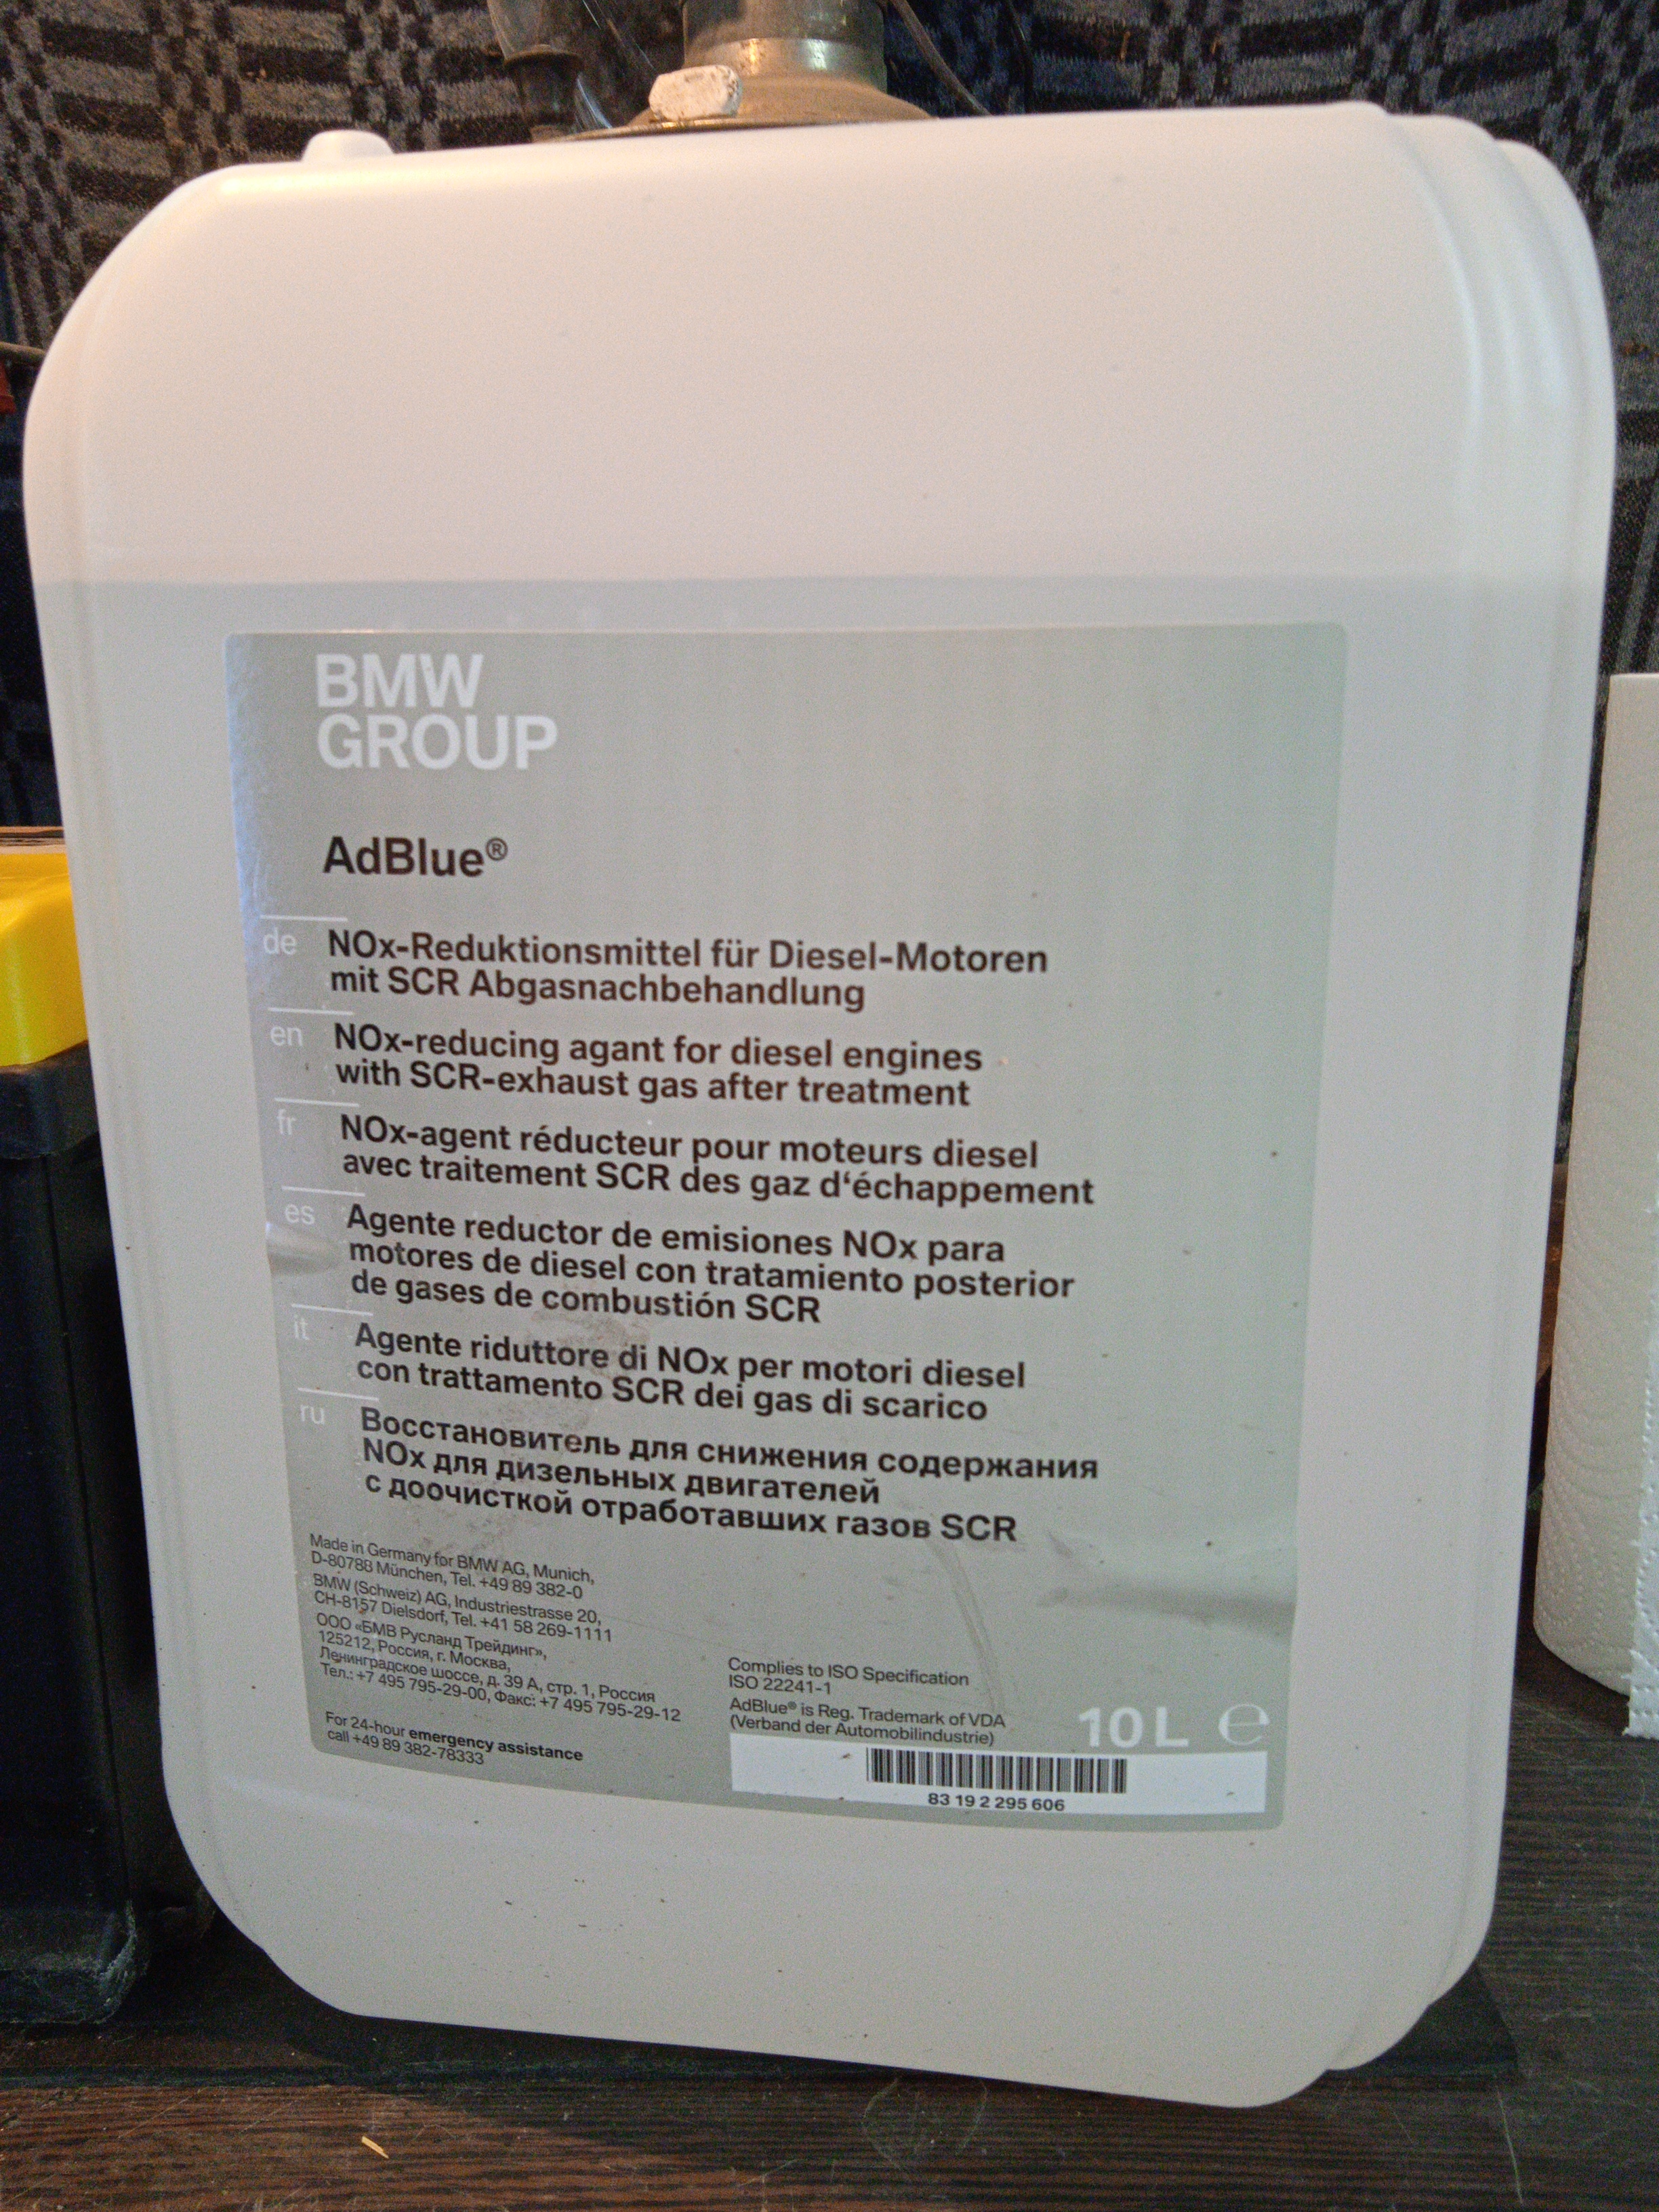 BMW
GROUP
AdBlue®
de
NOx-Reduktionsmittel für Diesel-Motoren
mit SCR Abgasnachbehandlung
en
NOx-reducing agant for diesel engines
with SCR-exhaust gas after treatment
fr
NOx-agent réducteur pour moteurs diesel
avec traitement SCR des gaz d‘échappement
es
Agente reductor de emisiones NOx para
motores de diesel con tratamiento posterior
de gases de combustión SCR
it
Agente riduttore di NOx per motori diesel
con trattamento SCR dei gas di scarico
ru
Восстановитель для снижения содержания
NOx для дизельных двигателей
с доочисткой отработавших газов SCR
Made in Germany for BMW AG, Munich,
D-80788 München, Tel. +49 89 382-0
BMW (Schweiz) AG, Industriestrasse 20,
CH-8157 Dielsdorf, Tel. +41 58 269-1111
ООО «БМВ Русланд Трейдинг»,
125212, Россия, г. Москва,
Ленинградское шоссе, д. 39 А, стр. 1, Россия
Тел.: +7 495 795-29-00, Факс: +7 495 795-29-12
For 24-hour emergency assistance
call +49 89 382-78333
Complies to ISO Specification
ISO 22241-1
AdBlue® is Reg. Trademark of VDA
(Verband der Automobilindustrie)
10 L ℮
83 19 2 295 606